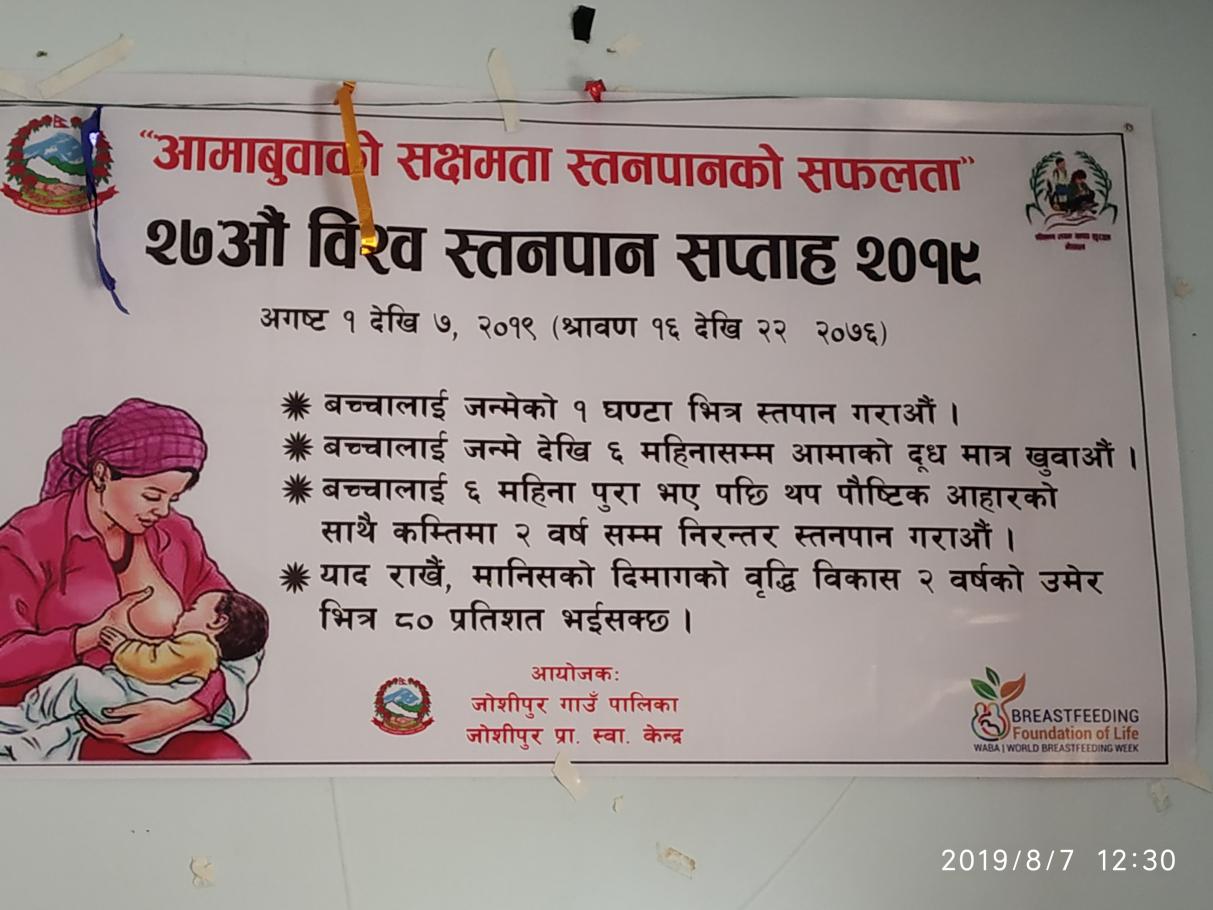 “आमाबुवाको सक्षमता स्तनपानको सफलता”
२७औं विश्व स्तनपान सप्ताह २०१९
अगष्ट १ देखि ७, २०१९ (श्रावण १६ देखि २२ २०७६)
बच्चालाई जन्मेको १ घण्टा भित्र स्तपान गराऔं ।
बच्चालाई जन्मे देखि ६ महिनासम्म आमाको दूध मात्र खुवाऔं ।
बच्चालाई ६ महिना पुरा भए पछि थप पौष्टिक आहारको
साथै कम्तिमा २ वर्ष सम्म निरन्तर स्तनपान गराऔं ।
याद राखौं, मानिसको दिमागको वृद्धि विकास २ वर्षको उमेर
भित्र ८० प्रतिशत भईसक्छ ।
आयोजक:
जोशीपुर गाउँ पालिका
जोशीपुर प्रा. स्वा. केन्द्र
BREASTFEEDING
Foundation of Life
WABA | WORLD BREASTFEEDING WEEK
2019/8/7 12:30